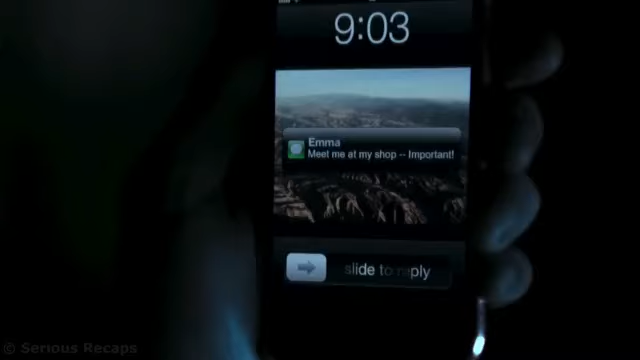 9:03
Emma
Meet me at my shop -- Important!
slide to reply
© Serious Recaps